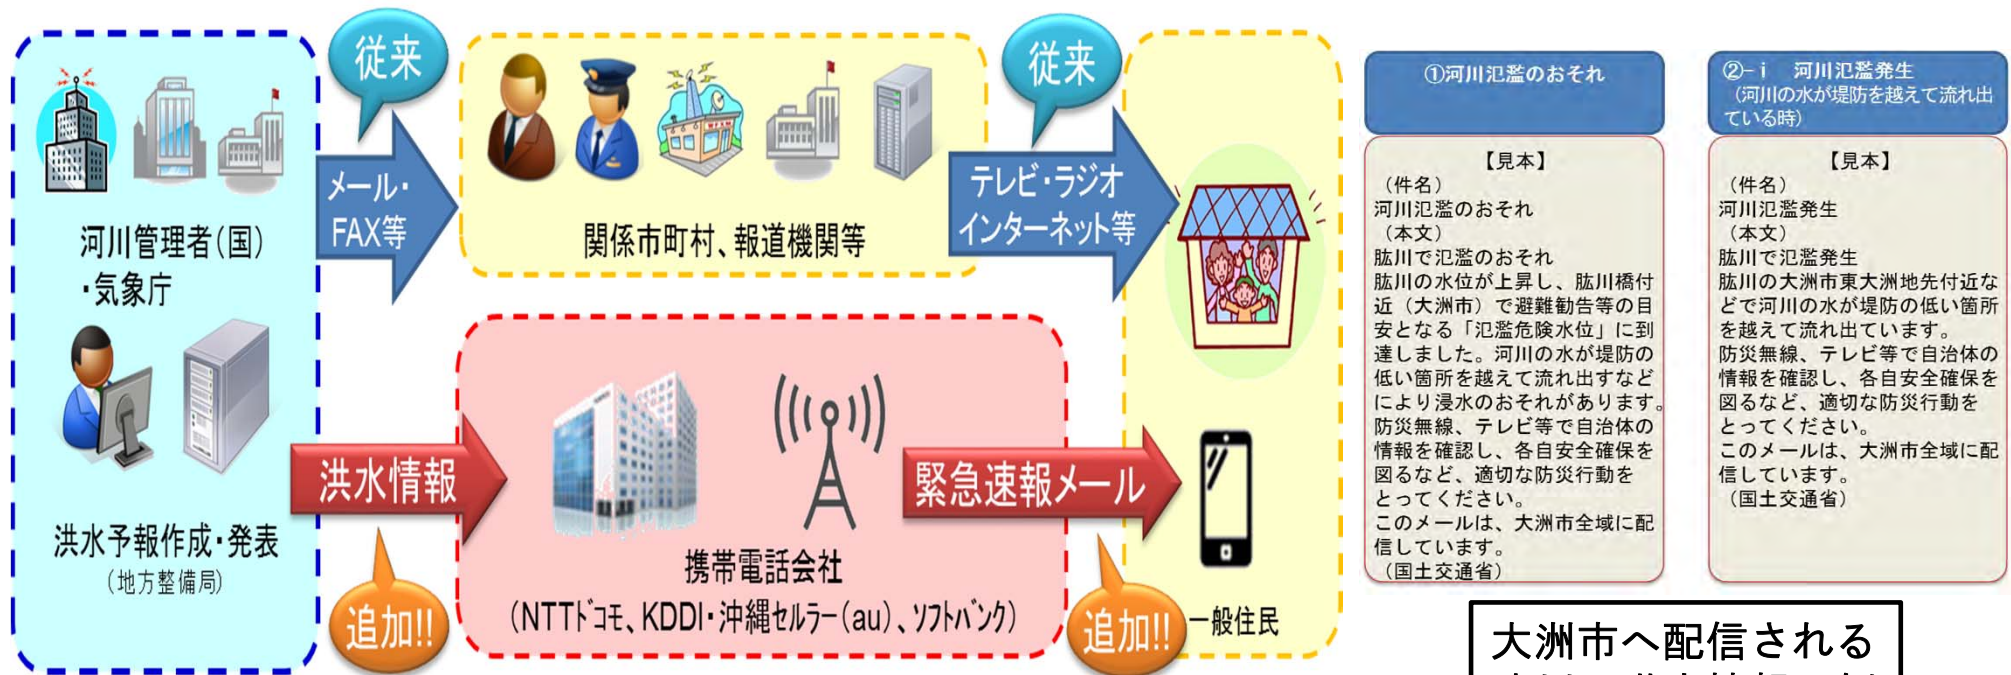 従来
従来
メール・
FAX等
関係市町村、報道機関等
テレビ・ラジオ
インターネット等
河川管理者(国)
・気象庁
洪水予報作成・発表
(地方整備局)
洪水情報
追加!!
携帯電話会社
(NTTドコモ、KDDI・沖縄セルラー(au)、ソフトバンク)
緊急速報メール
追加!!
一般住民
①河川氾濫のおそれ
【見本】
（件名）
河川氾濫のおそれ
（本文）
肱川で氾濫のおそれ
肱川の水位が上昇し、肱川橋付
近（大洲市）で避難勧告等の目
安となる「氾濫危険水位」に到
達しました。河川の水が堤防の
低い箇所を越えて流れ出すなど
により浸水のおそれがあります。
防災無線、テレビ等で自治体の
情報を確認し、各自安全確保を
図るなど、適切な防災行動を
とってください。
このメールは、大洲市全域に配
信しています。
（国土交通省）
②-ⅰ 河川氾濫発生
（河川の水が堤防を越えて流れ出
ている時）
【見本】
（件名）
河川氾濫発生
（本文）
肱川で氾濫発生
肱川の大洲市東大洲地先付近な
どで河川の水が堤防の低い箇所
を越えて流れ出ています。
防災無線、テレビ等で自治体の
情報を確認し、各自安全確保を
図るなど、適切な防災行動を
とってください。
このメールは、大洲市全域に配
信しています。
（国土交通省）
大洲市へ配信される